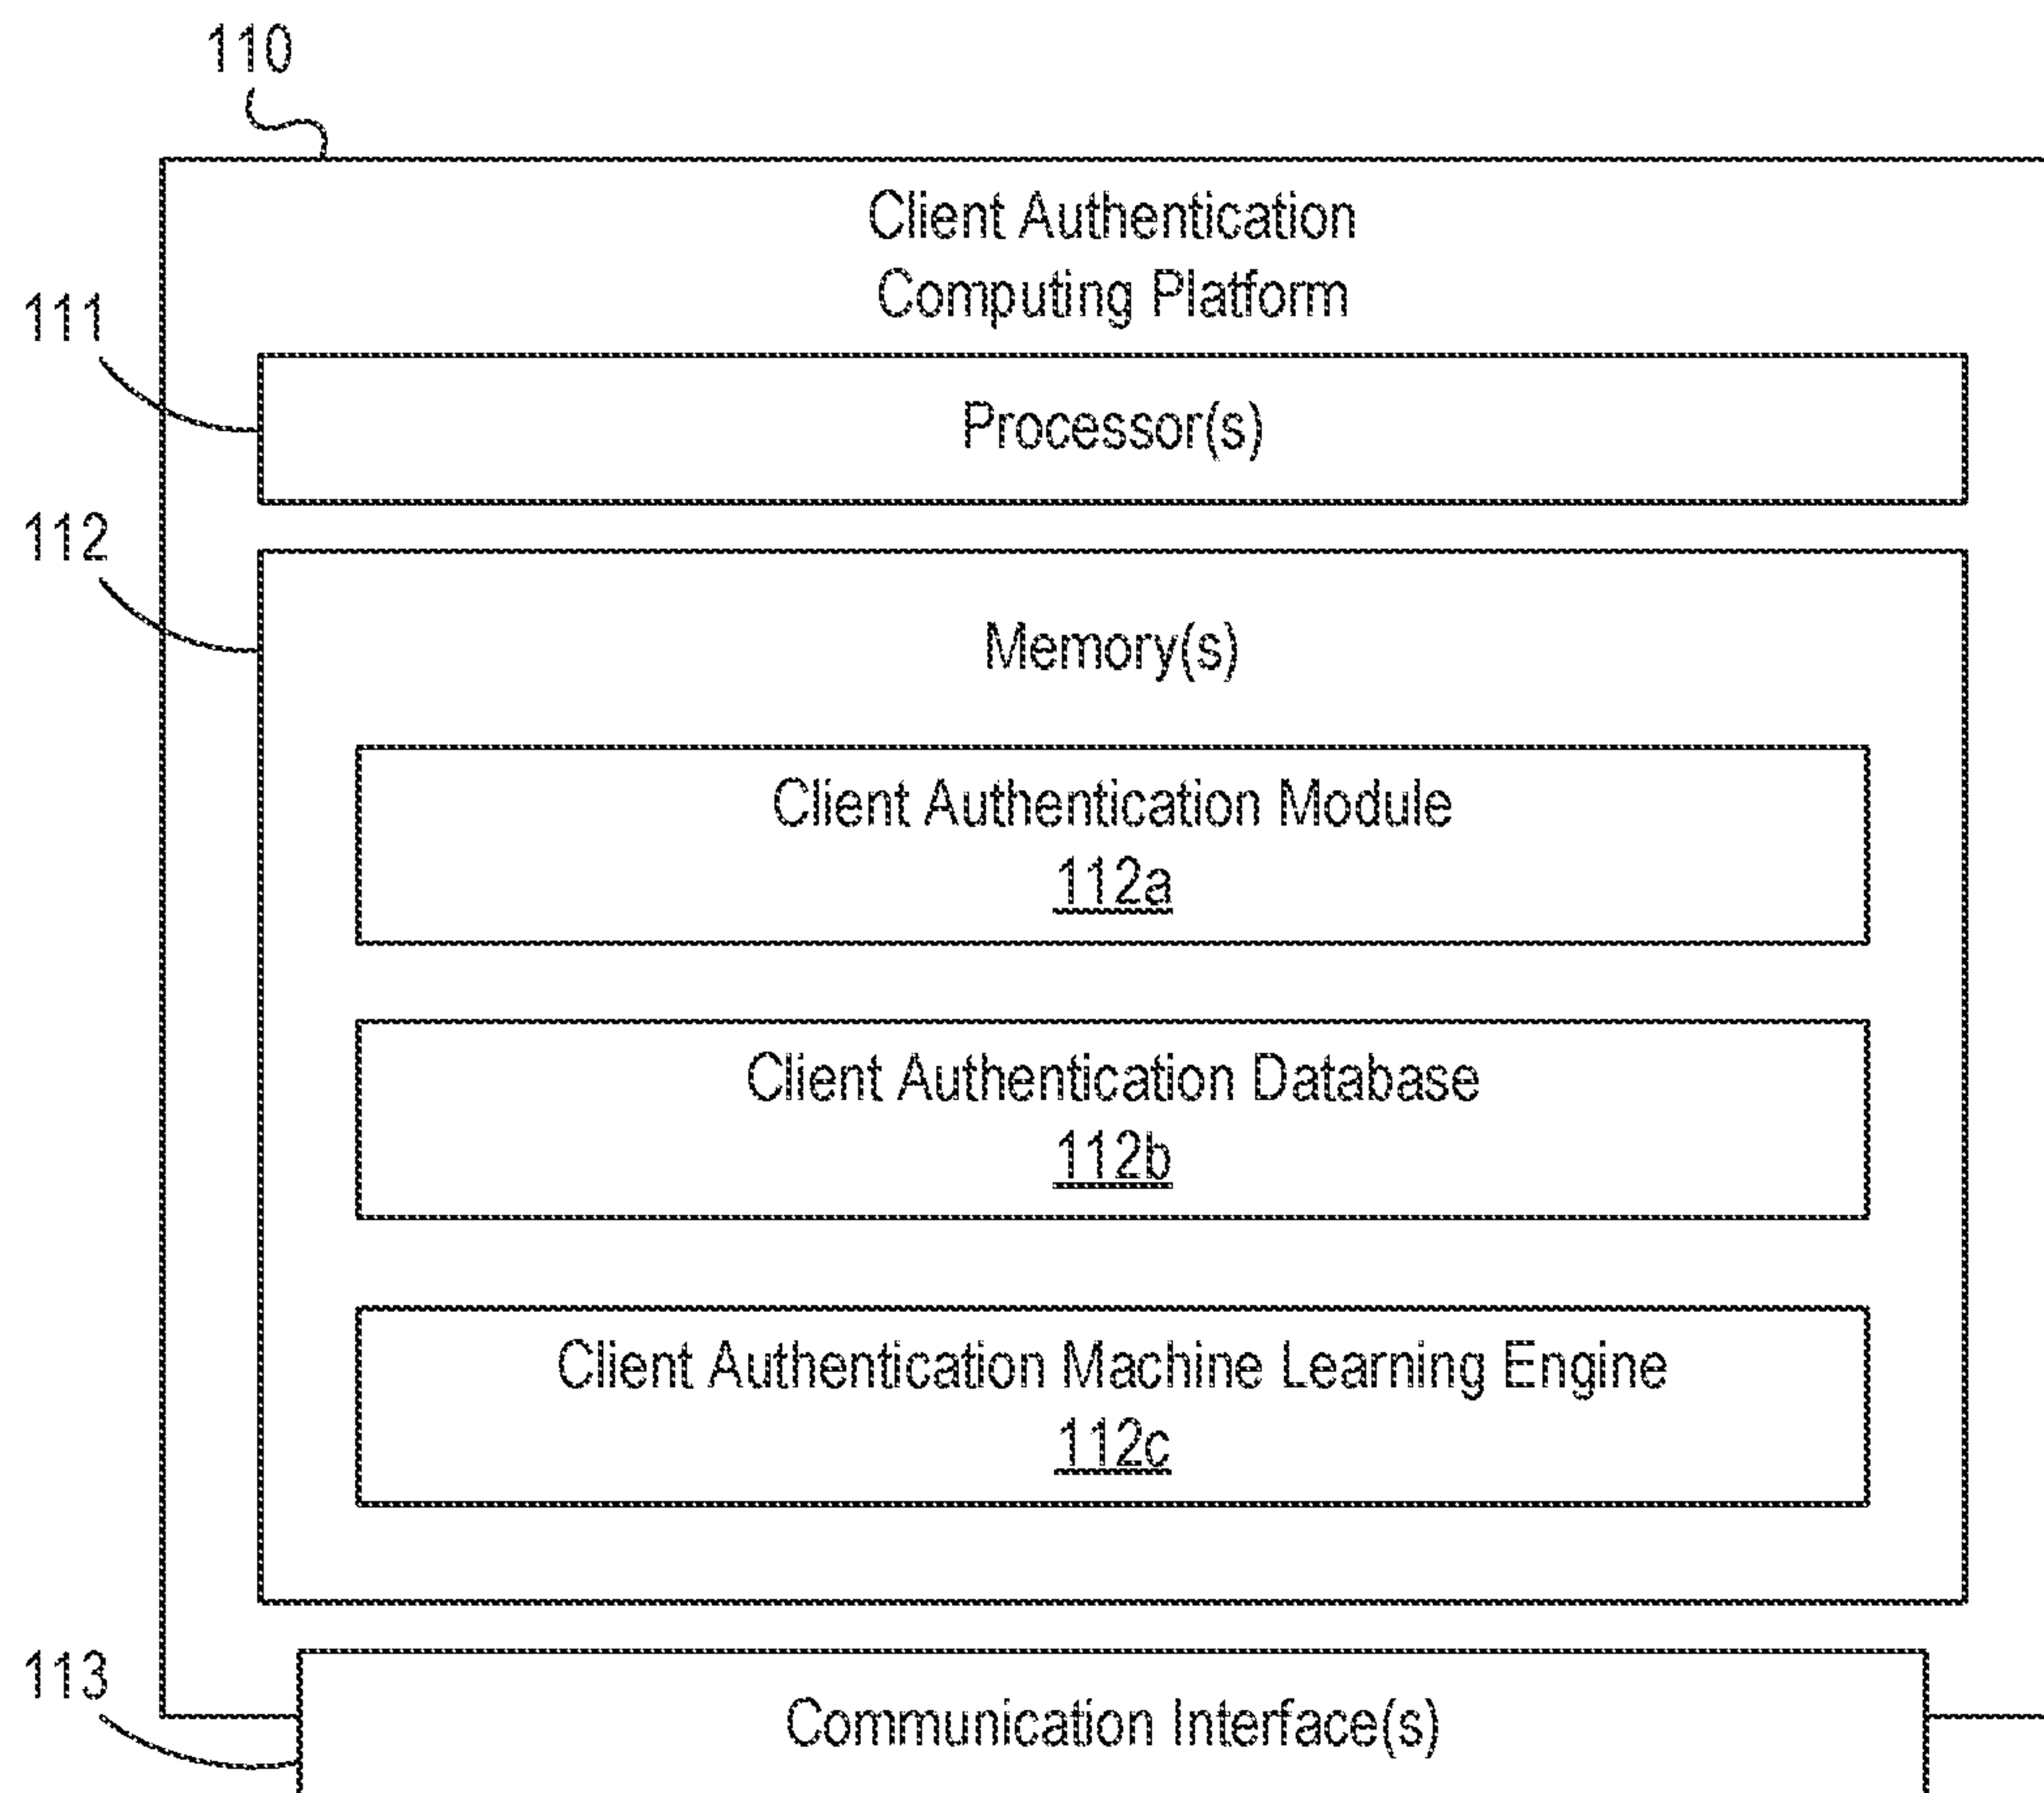 110
Client Authentication
Computing Platform
111
Processor(s)
112
Memory(s)
Client Authentication Module
112a
Client Authentication Database
112b
Client Authentication Machine Learning Engine
112c
113
Communication Interface(s)